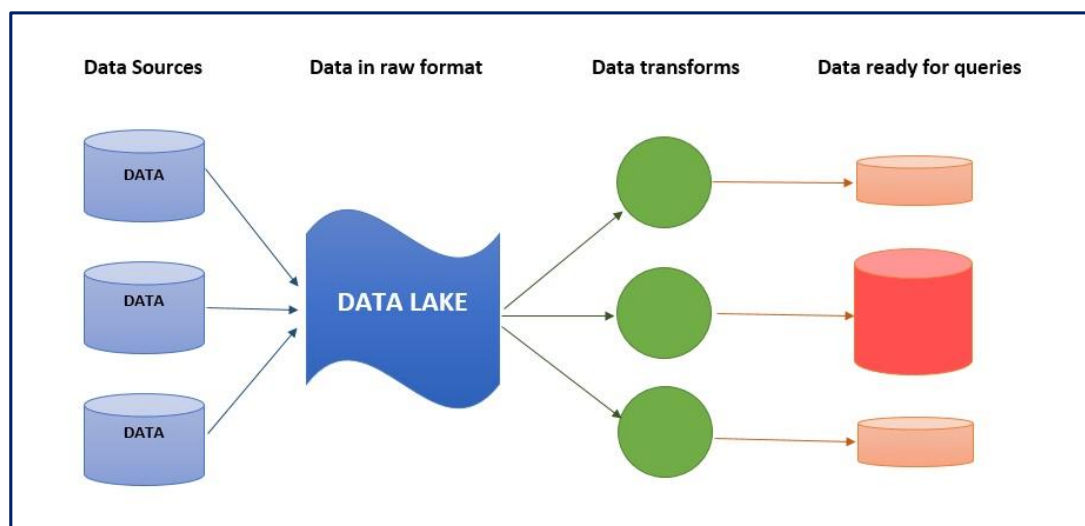 Data Sources
Data in raw format
Data transforms
Data ready for queries
DATA
DATA
DATA LAKE
DATA